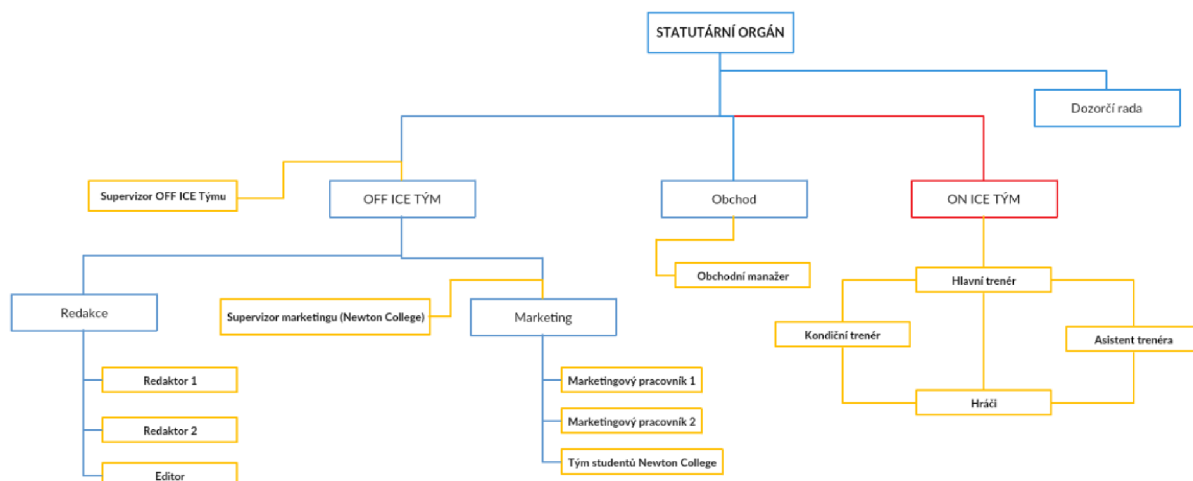 STATUTÁRNÍ ORGÁN
Dozorčí rada
Supervizor OFF ICE Týmu
OFF ICE TÝM
Obchod
ON ICE TÝM
Obchodní manažer
Hlavní trenér
Redakce
Supervizor marketingu (Newton College)
Marketing
Kondiční trenér
Asistent trenéra
Redaktor 1
Marketingový pracovník 1
Hráči
Redaktor 2
Marketingový pracovník 2
Editor
Tým studentů Newton College